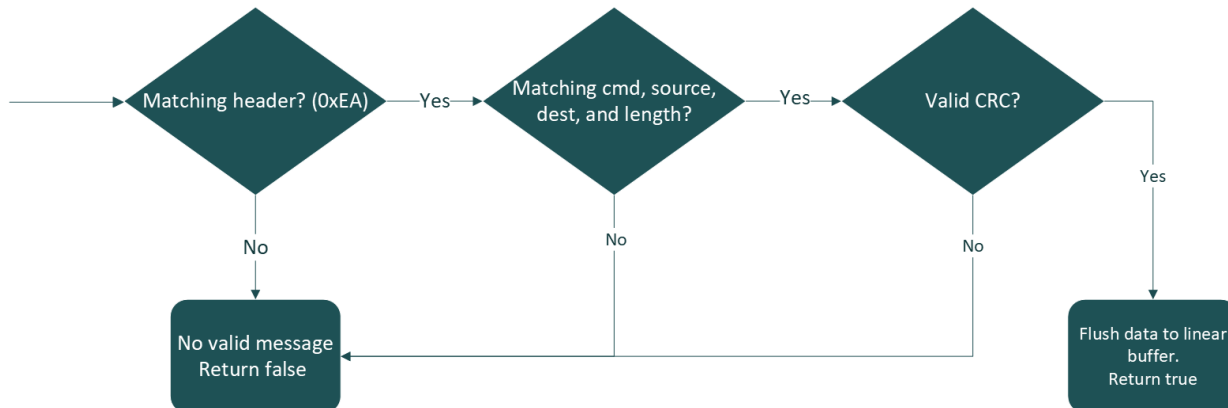 Matching header? (0xEA)
Yes
Matching cmd, source,
dest, and length?
Yes
Valid CRC?
Yes
No
No
No
No valid message
Return false
Flush data to linear
buffer.
Return true